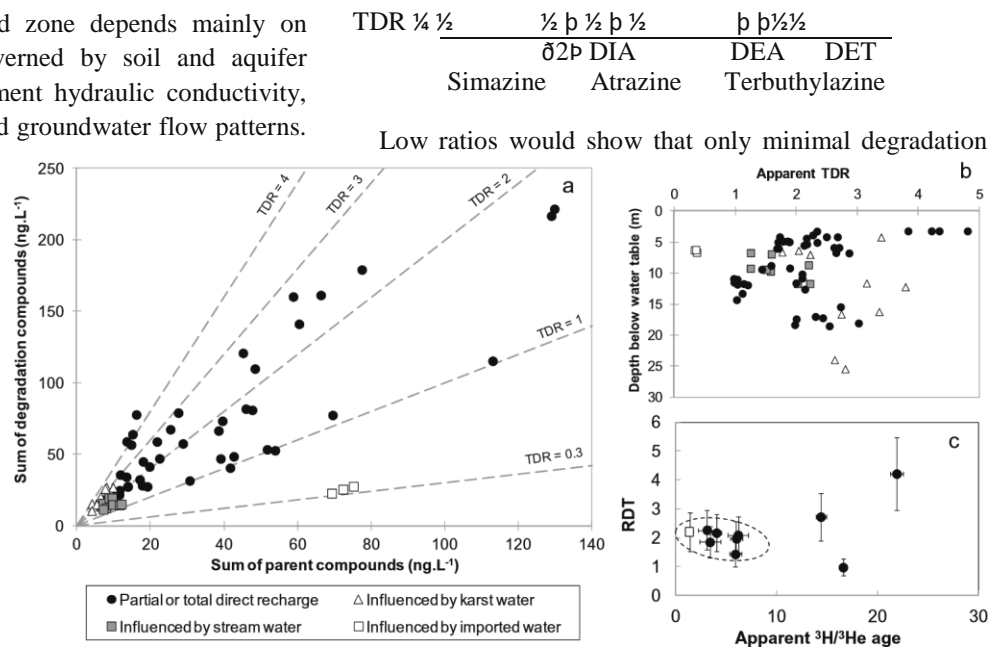 d zone depends mainly on
verned by soil and aquifer
ment hydraulic conductivity,
d groundwater flow patterns.
TDR ¼ ½ ½ þ ½ þ ½ þ þ½½
ð2Þ DIA DEA DET
Simazine Atrazine Terbuthylazine
Low ratios would show that only minimal degradation
a
250
200
150
100
50
0
Sum of degradation compounds (ng.L-1)
TDR = 4
TDR = 3
TDR = 2
TDR = 1
TDR = 0.3
0 20 40 60 80 100 120 140
Sum of parent compounds (ng.L-1)
Partial or total direct recharge
Influenced by karst water
Influenced by stream water
Influenced by imported water
Apparent TDR
b
0 1 2 3 4 5
0
5
10
15
20
25
30
Depth below water table (m)
c
6
5
4
3
2
1
0
RDT
0 10 20 30
Apparent 3H/3He age